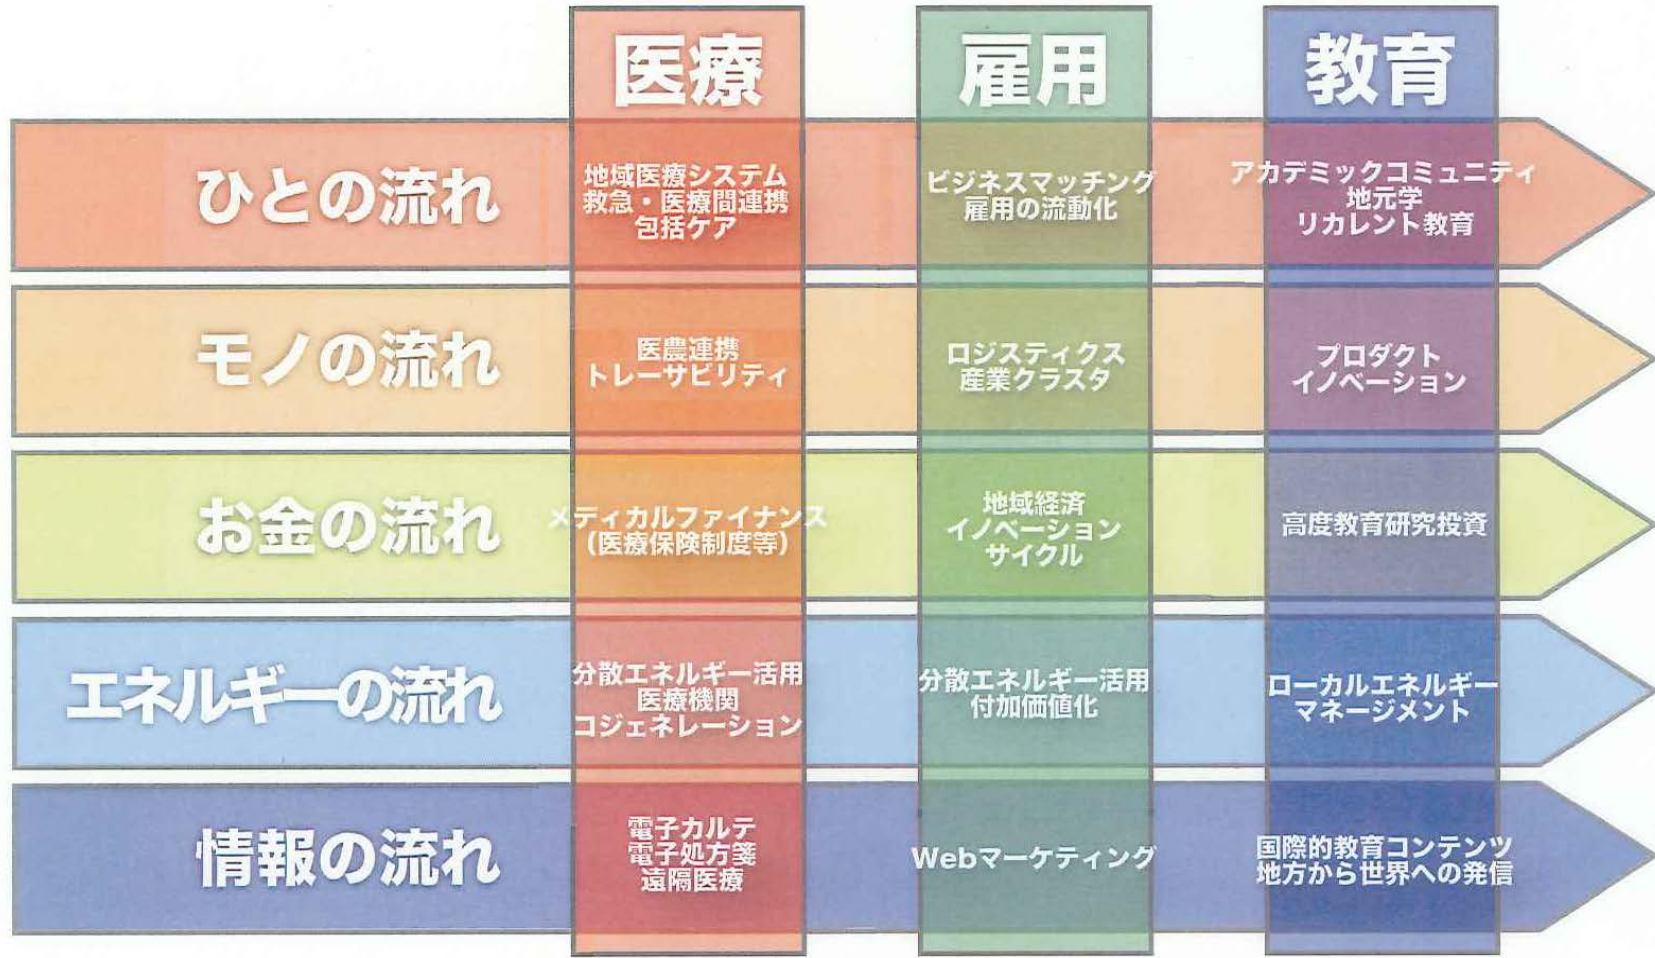 医療
雇用
教育
ひとの流れ
地域医療システム
救急・医療間連携
包括ケア
ビジネスマッチング
雇用の流動化
アカデミックコミュニティ
地元学
リカレント教育
モノの流れ
医農連携
トレーサビリティ
ロジスティクス
産業クラスタ
プロダクト
イノベーション
お金の流れ
メディカルファイナンス
(医療保険制度等)
地域経済
イノベーション
サイクル
高度教育研究投資
エネルギーの流れ
分散エネルギー活用
医療機関
コジェネレーション
分散エネルギー活用
付加価値化
ローカルエネルギー
マネージメント
情報の流れ
電子カルテ
電子処方箋
遠隔医療
Webマーケティング
国際的教育コンテンツ
地方から世界への発信